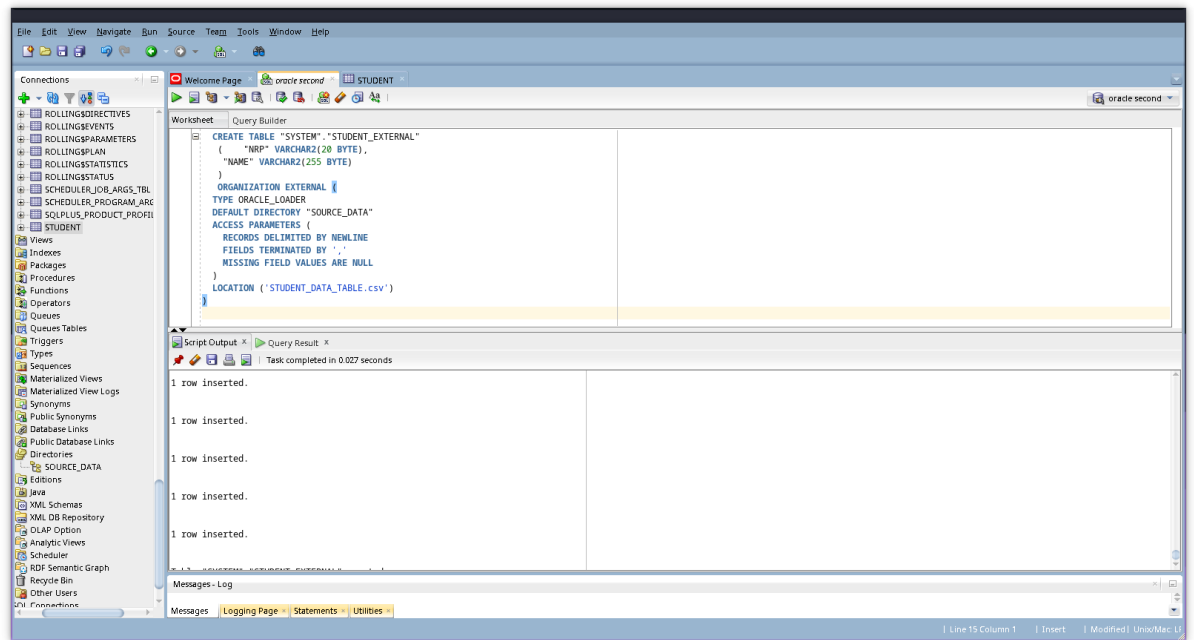 File Edit View Navigate Run Source Team Tools Window Help
Connections
Welcome Page
oracle second
STUDENT
oracle second
Worksheet Query Builder
ROLLING$DIRECTIVES
ROLLING$EVENTS
ROLLING$PARAMETERS
ROLLING$PLAN
ROLLING$STATISTICS
ROLLING$STATUS
SCHEDULER_JOB_ARGS_TBL
SCHEDULER_PROGRAM_ARG
SQLPLUS_PRODUCT_PROFIL
STUDENT
Views
Indexes
Packages
Procedures
Functions
Operators
Queues
Queues Tables
Triggers
Types
Sequences
Materialized Views
Materialized View Logs
Synonyms
Public Synonyms
Database Links
Public Database Links
Directories
SOURCE_DATA
Editions
Java
XML Schemas
XML DB Repository
OLAP Option
Analytic Views
Scheduler
RDF Semantic Graph
Recycle Bin
Other Users
CREATE TABLE "SYSTEM"."STUDENT_EXTERNAL"
( "NRP" VARCHAR2(20 BYTE),
"NAME" VARCHAR2(255 BYTE)
)
ORGANIZATION EXTERNAL (
TYPE ORACLE_LOADER
DEFAULT DIRECTORY "SOURCE_DATA"
ACCESS PARAMETERS (
RECORDS DELIMITED BY NEWLINE
FIELDS TERMINATED BY ','
MISSING FIELD VALUES ARE NULL
)
LOCATION ('STUDENT_DATA_TABLE.csv')
)
Script Output x Query Result x
Task completed in 0.027 seconds
1 row inserted.
1 row inserted.
1 row inserted.
1 row inserted.
1 row inserted.
Messages - Log
Messages Logging Page Statements Utilities
Line 15 Column 1 | Insert | Modified | Unix/Mac: LF